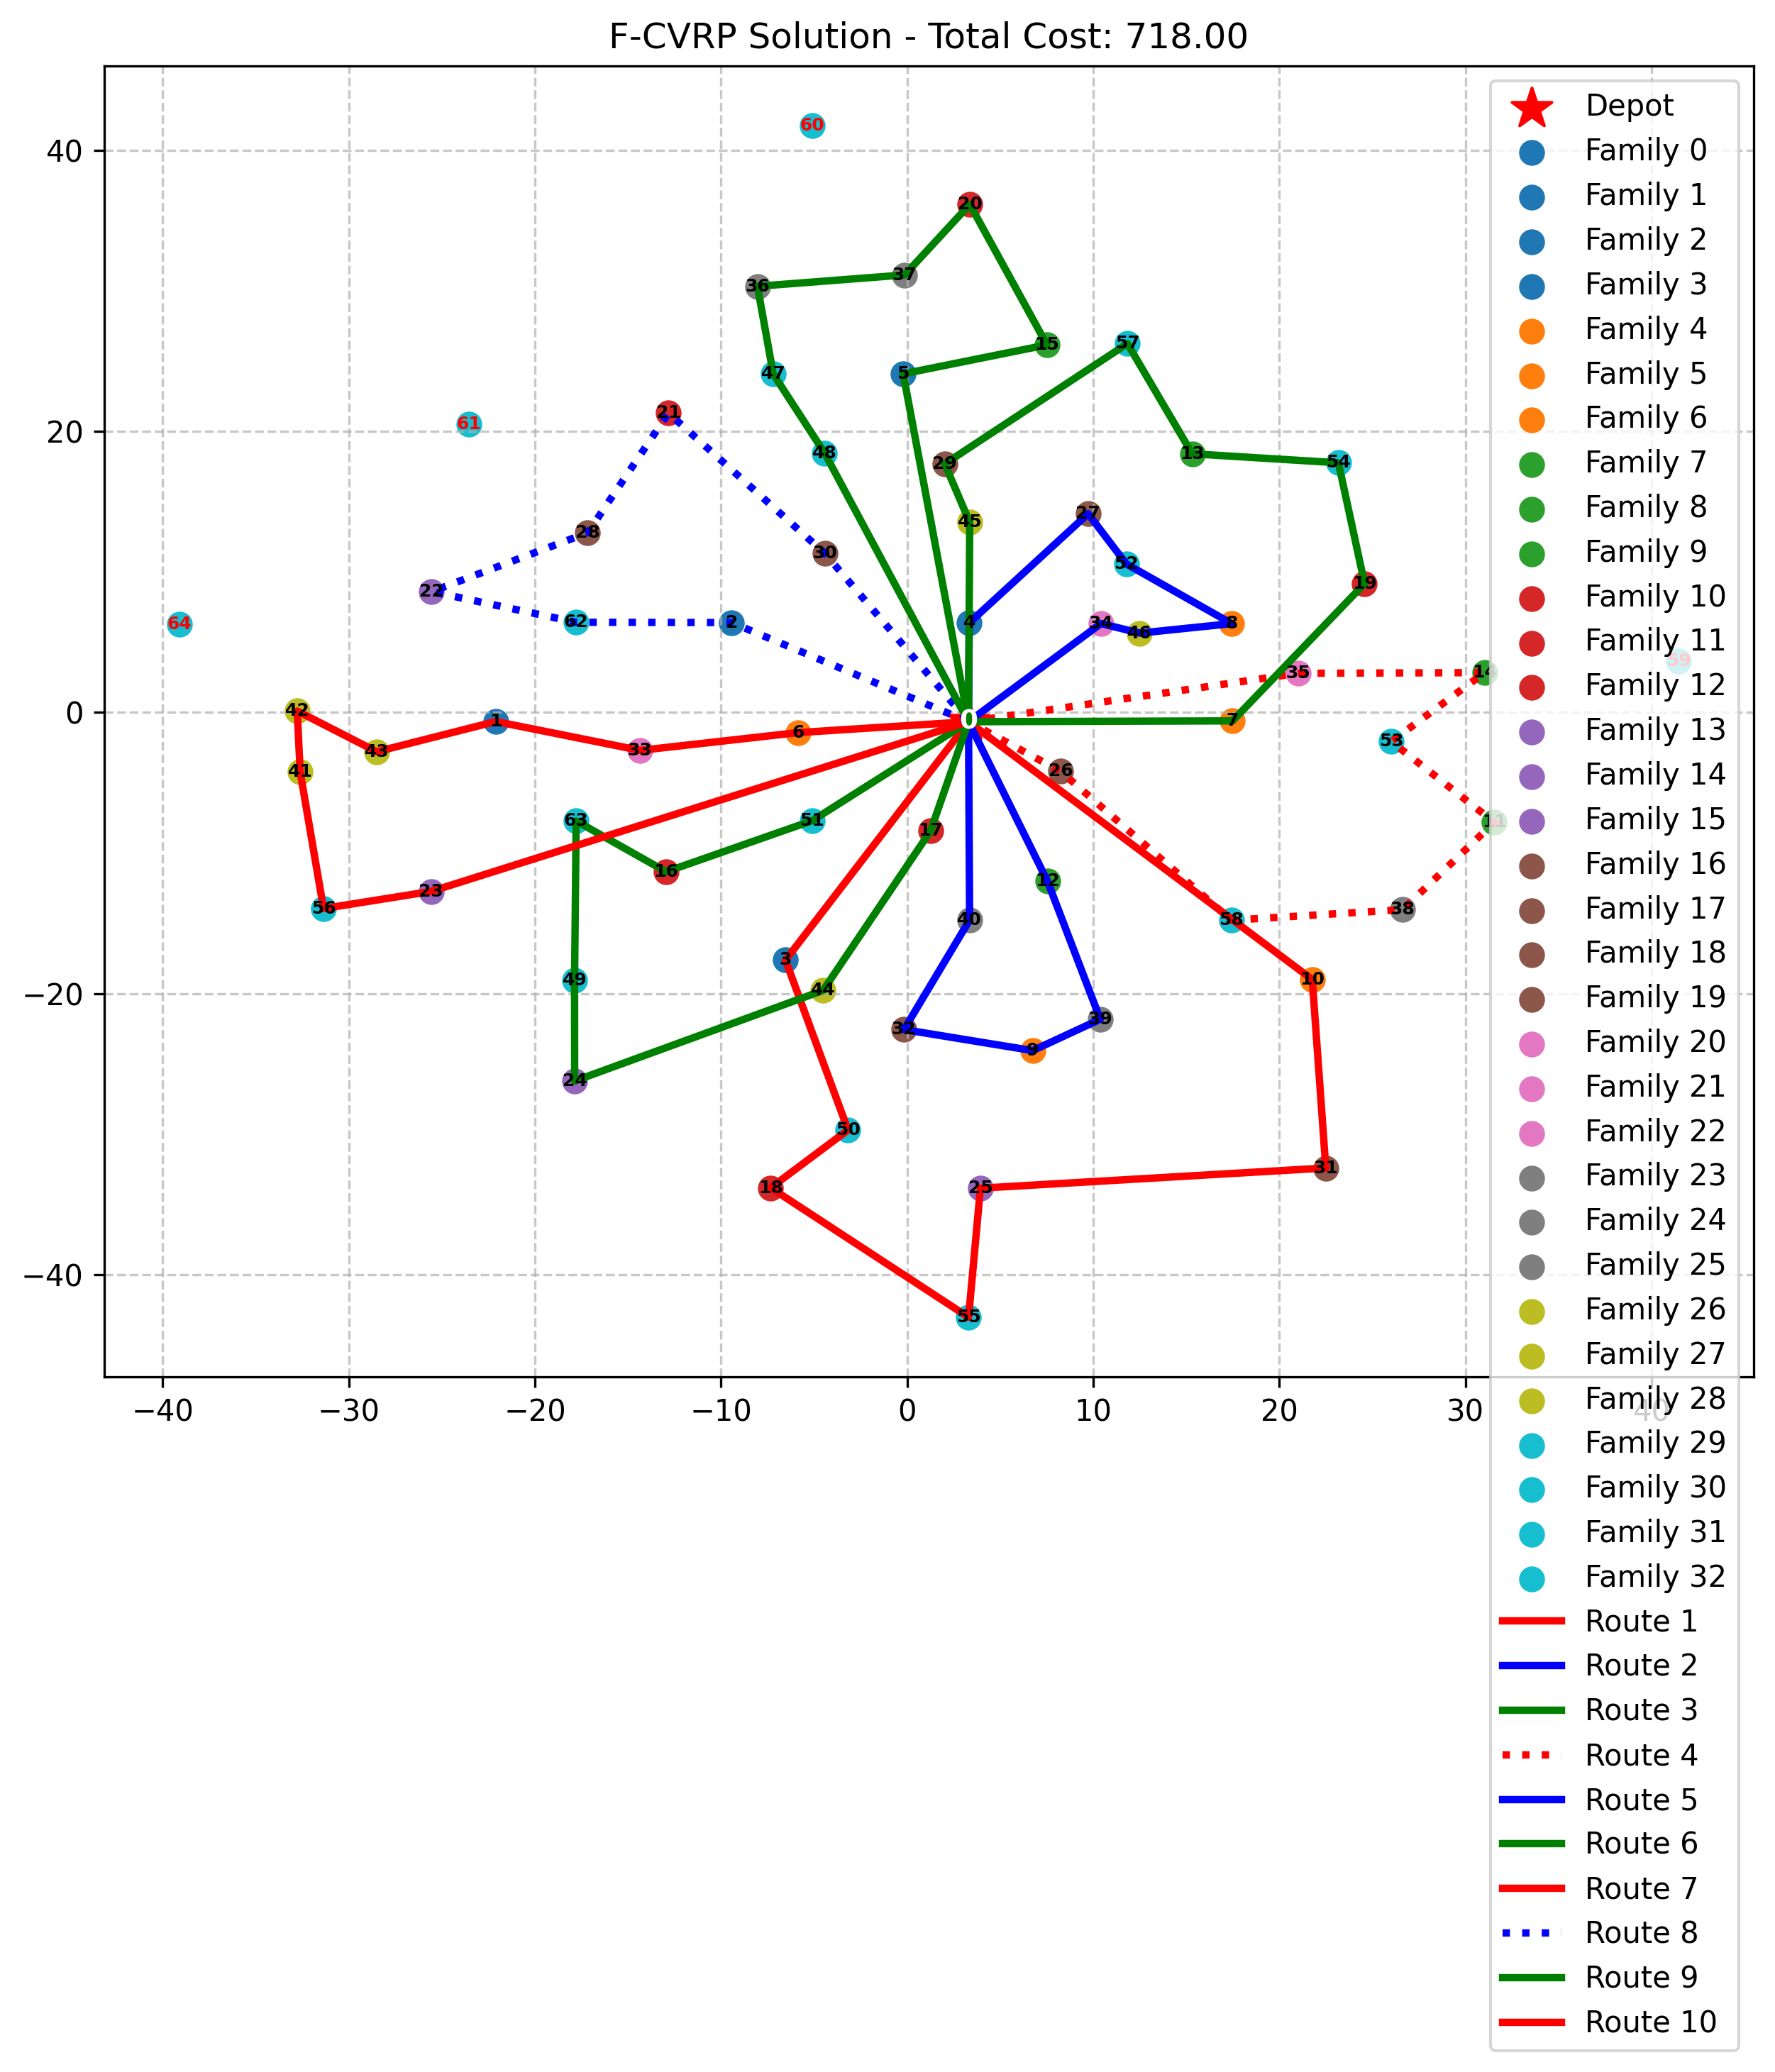 F-CVRP Solution - Total Cost: 718.00
40
20
0
−20
−40
−40
−30
−20
−10
0
10
20
30
40
60
20
37
36
15
57
5
47
21
61
48
13
54
29
27
45
28
30
52
19
22
64
62
2
4
34
46
8
35
14
59
42
1
0
7
6
43
33
53
41
26
63
51
17
11
16
12
23
56
40
58
38
3
49
44
10
32
39
9
24
50
31
18
25
55
Depot
Family 0
Family 1
Family 2
Family 3
Family 4
Family 5
Family 6
Family 7
Family 8
Family 9
Family 10
Family 11
Family 12
Family 13
Family 14
Family 15
Family 16
Family 17
Family 18
Family 19
Family 20
Family 21
Family 22
Family 23
Family 24
Family 25
Family 26
Family 27
Family 28
Family 29
Family 30
Family 31
Family 32
Route 1
Route 2
Route 3
Route 4
Route 5
Route 6
Route 7
Route 8
Route 9
Route 10